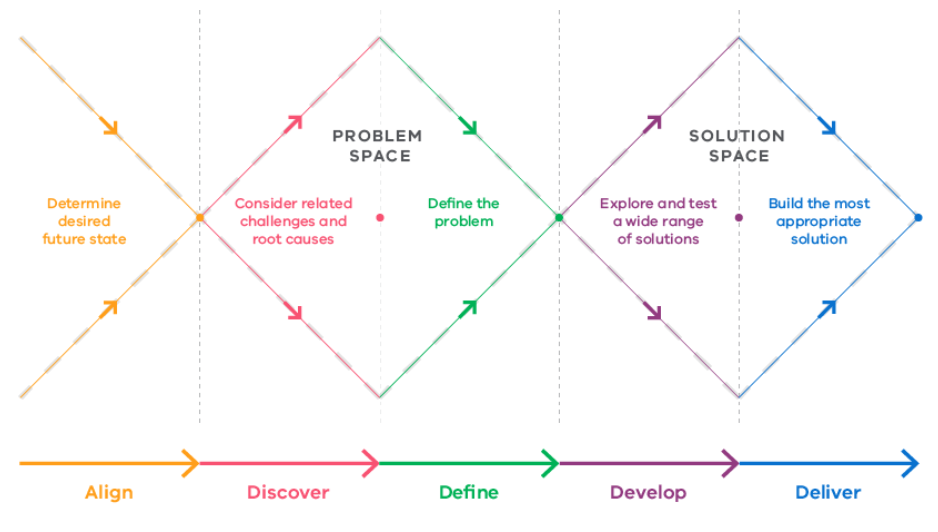 PROBLEM
SPACE
SOLUTION
SPACE
Determine
desired
future state
Consider related
challenges and
root causes
Define the
problem
Explore and test
a wide range
of solutions
Build the most
appropriate
solution
Align
Discover
Define
Develop
Deliver